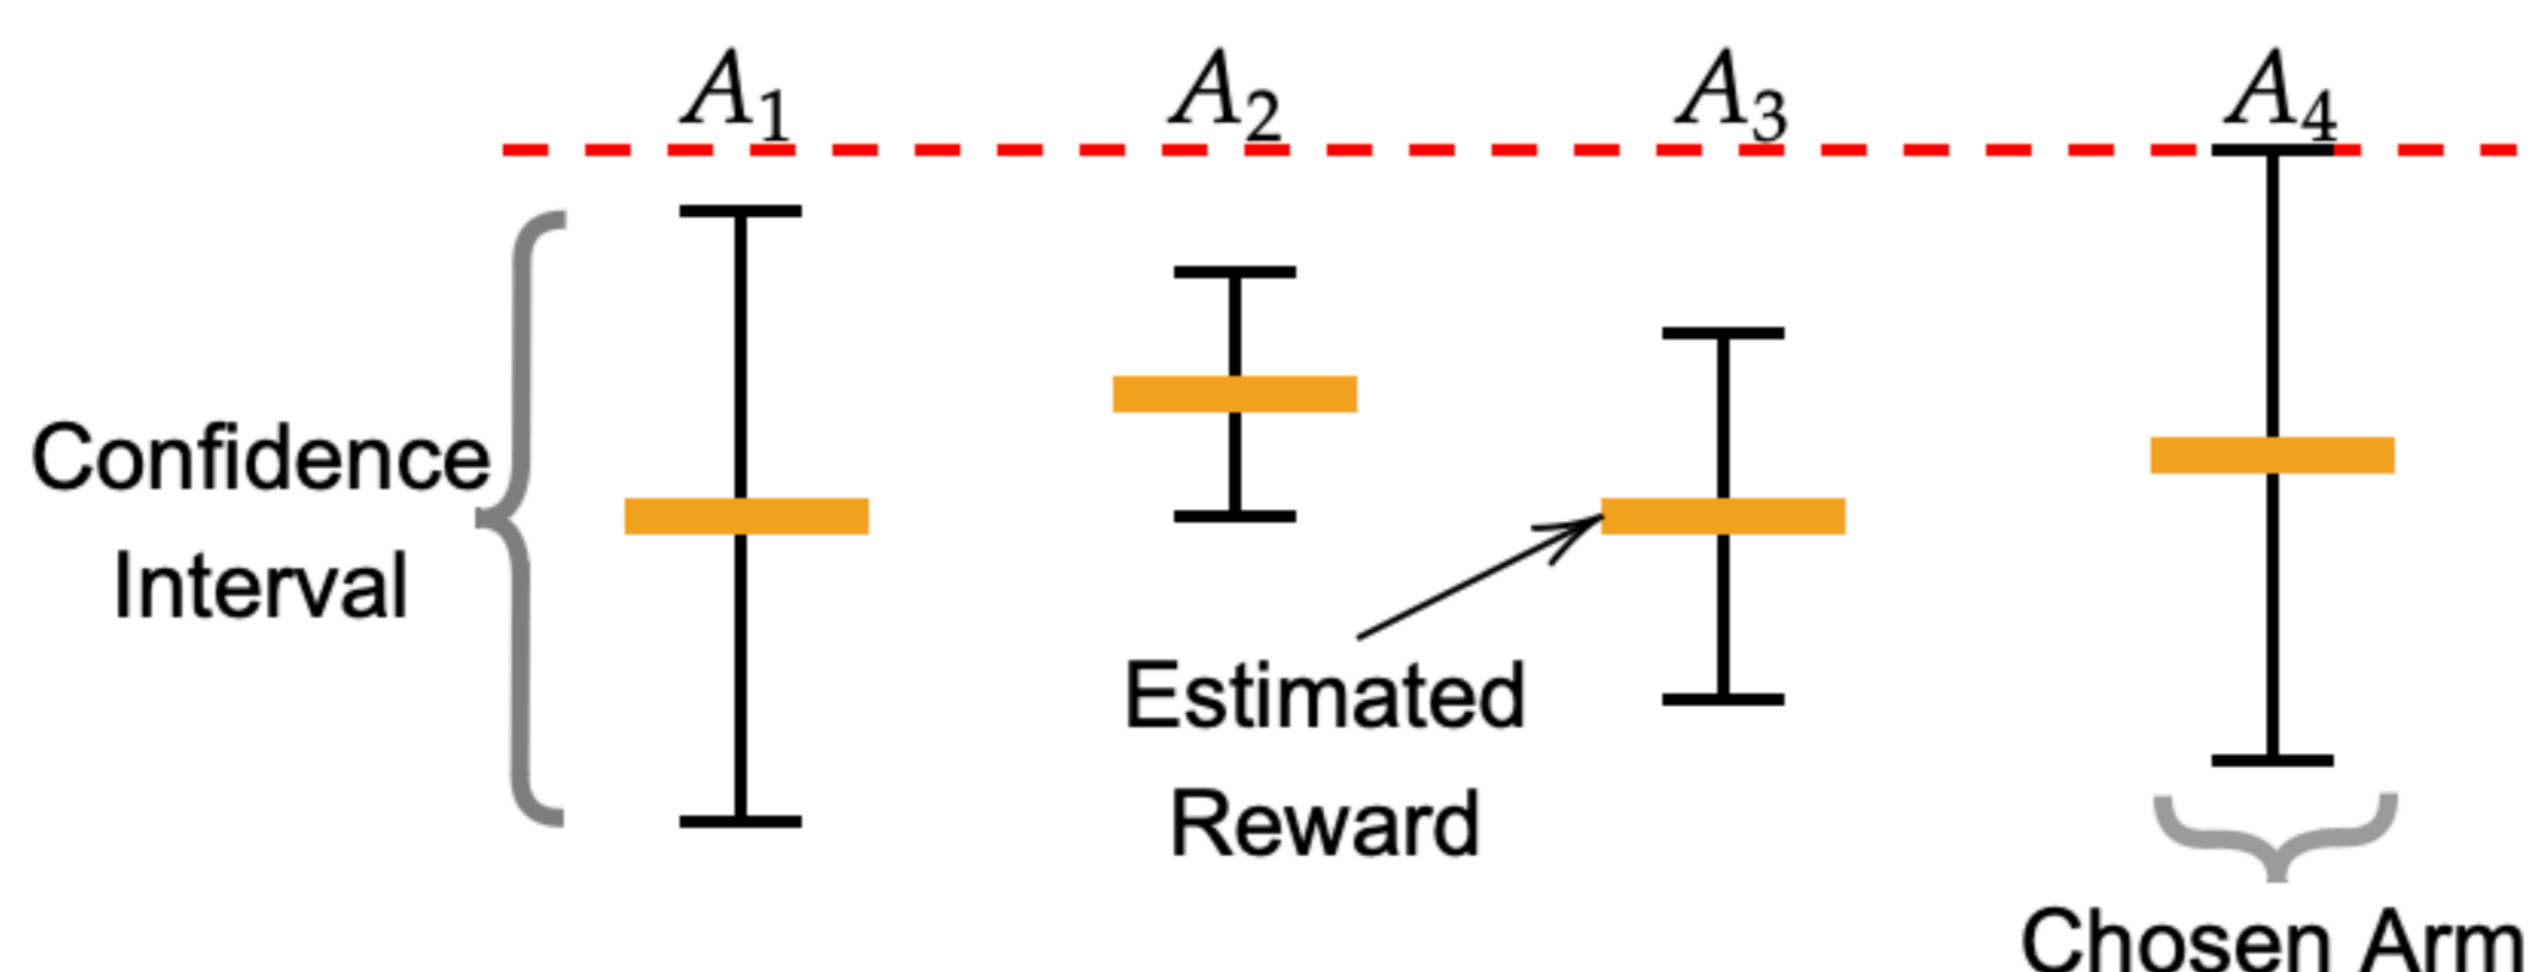 A₁ A₂ A₃ A₄
Confidence
Interval
Estimated
Reward
Chosen Arm